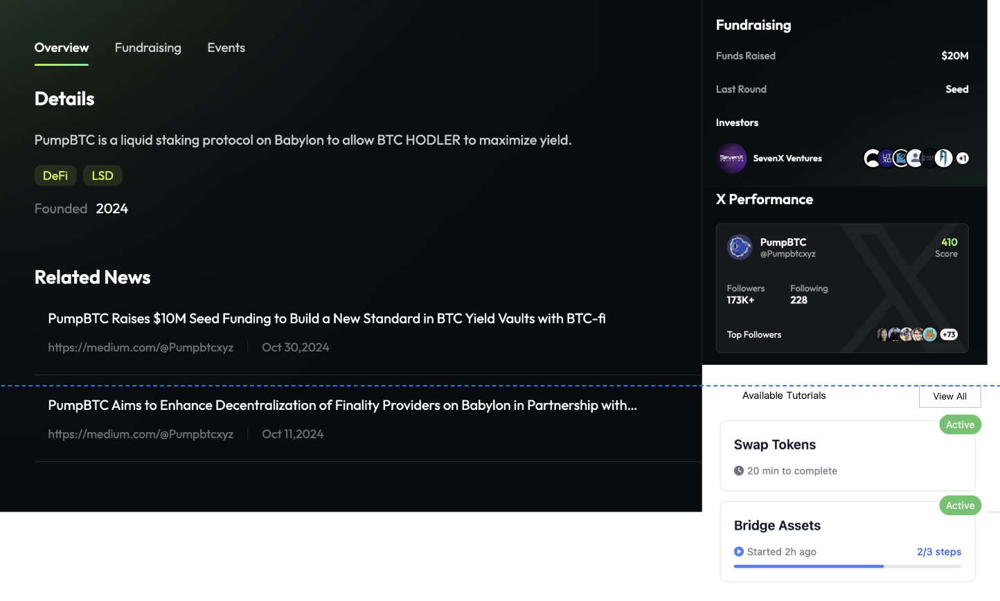 Overview Fundraising Events
Details
PumpBTC is a liquid staking protocol on Babylon to allow BTC HODLER to maximize yield.
DeFi LSD
Founded 2024
Related News
PumpBTC Raises $10M Seed Funding to Build a New Standard in BTC Yield Vaults with BTC-fi
https://medium.com/@Pumpbtcxyz Oct 30,2024
PumpBTC Aims to Enhance Decentralization of Finality Providers on Babylon in Partnership with...
https://medium.com/@Pumpbtcxyz Oct 11,2024
Fundraising
Funds Raised $20M
Last Round Seed
Investors
SevenX SevenX Ventures UTXO +1
X Performance
PumpBTC 410
@Pumpbtcxyz Score
Followers Following
173K+ 228
Top Followers +73
Available Tutorials View All
Active
Swap Tokens
20 min to complete
Active
Bridge Assets
Started 2h ago 2/3 steps